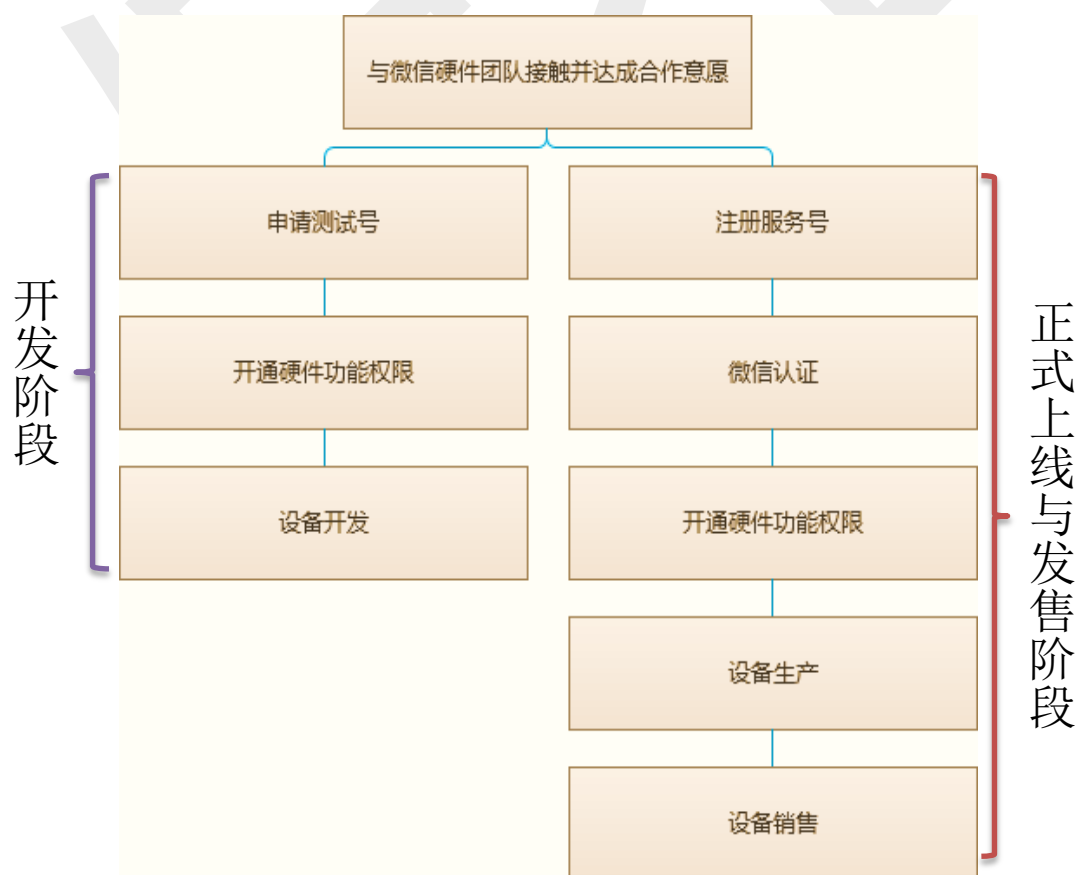 与微信硬件团队接触并达成合作意愿
开发阶段
申请测试号
开通硬件功能权限
设备开发
注册服务号
微信认证
开通硬件功能权限
设备生产
设备销售
正式上线与发售阶段